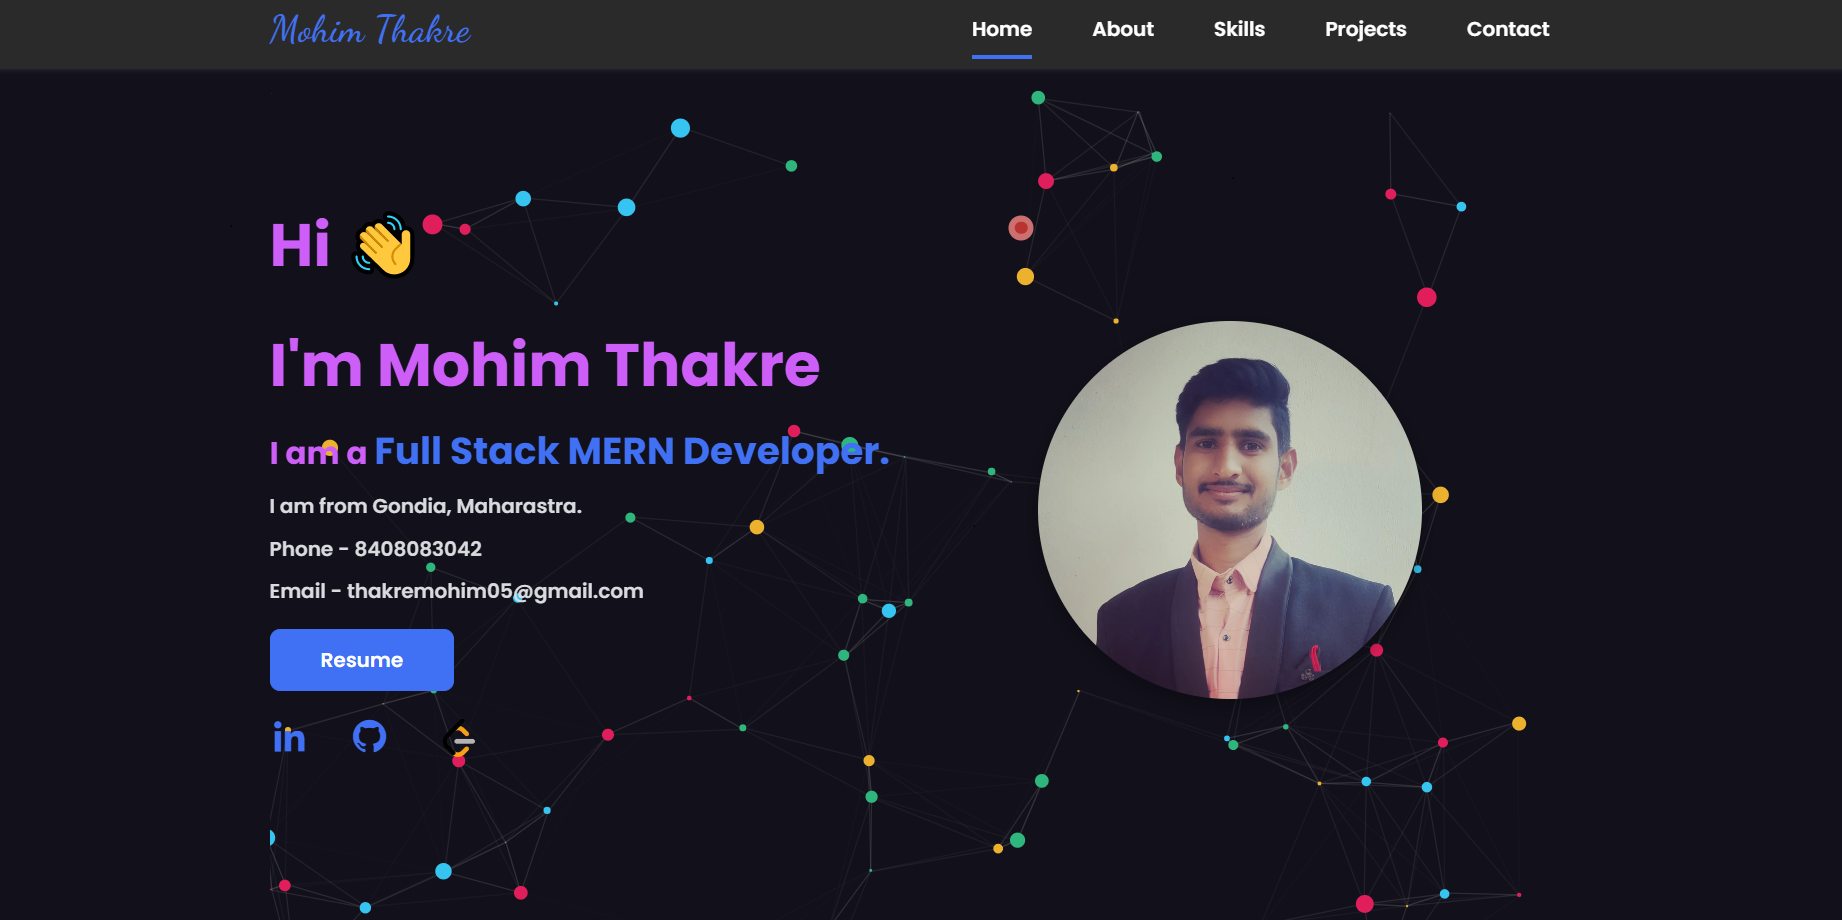 Mohim Thakre
Home About Skills Projects Contact
Hi
I'm Mohim Thakre
I am a Full Stack MERN Developer.
I am from Gondia, Maharastra.
Phone - 8408083042
Email - thakremohim05@gmail.com
Resume
in